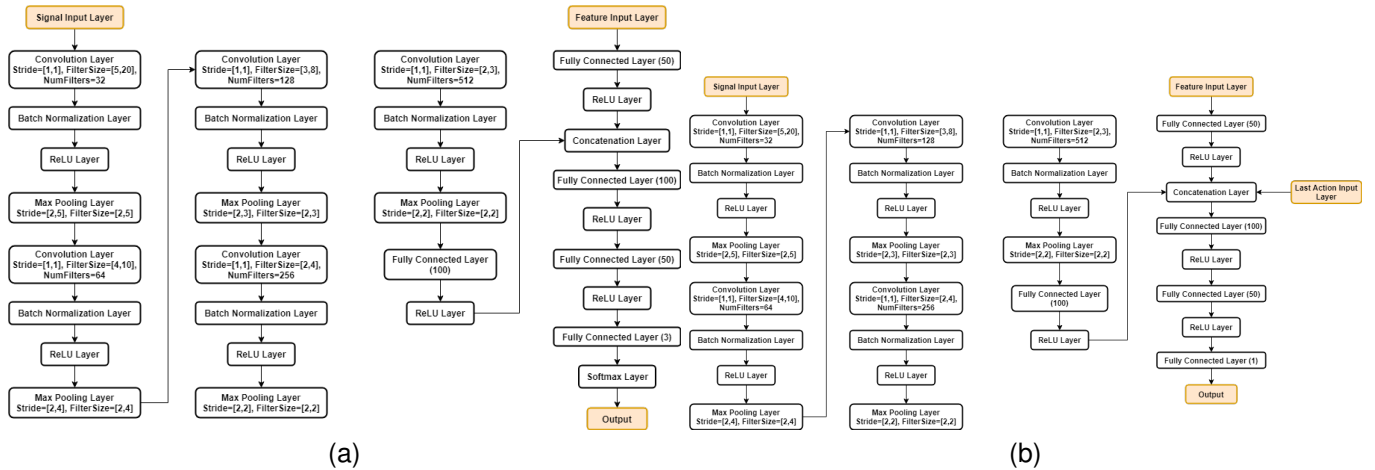 Signal Input Layer
Convolution Layer
Stride=[1,1], FilterSize=[5,20],
NumFilters=32
Batch Normalization Layer
ReLU Layer
Max Pooling Layer
Stride=[2,5], FilterSize=[2,5]
Convolution Layer
Stride=[1,1], FilterSize=[4,10],
NumFilters=64
Batch Normalization Layer
ReLU Layer
Max Pooling Layer
Stride=[2,4], FilterSize=[2,4]
Convolution Layer
Stride=[1,1], FilterSize=[3,8],
NumFilters=128
Batch Normalization Layer
ReLU Layer
Max Pooling Layer
Stride=[2,3], FilterSize=[2,3]
Convolution Layer
Stride=[1,1], FilterSize=[2,4],
NumFilters=256
Batch Normalization Layer
ReLU Layer
Max Pooling Layer
Stride=[2,2], FilterSize=[2,2]
Convolution Layer
Stride=[1,1], FilterSize=[2,3],
NumFilters=512
Batch Normalization Layer
ReLU Layer
Max Pooling Layer
Stride=[2,2], FilterSize=[2,2]
Fully Connected Layer
(100)
ReLU Layer
Feature Input Layer
Fully Connected Layer (50)
ReLU Layer
Concatenation Layer
Fully Connected Layer (100)
ReLU Layer
Fully Connected Layer (50)
ReLU Layer
Fully Connected Layer (3)
Softmax Layer
Output
(a)
Signal Input Layer
Convolution Layer
Stride=[1,1], FilterSize=[5,20],
NumFilters=32
Batch Normalization Layer
ReLU Layer
Max Pooling Layer
Stride=[2,5], FilterSize=[2,5]
Convolution Layer
Stride=[1,1], FilterSize=[4,10],
NumFilters=64
Batch Normalization Layer
ReLU Layer
Max Pooling Layer
Stride=[2,4], FilterSize=[2,4]
Convolution Layer
Stride=[1,1], FilterSize=[3,8],
NumFilters=128
Batch Normalization Layer
ReLU Layer
Max Pooling Layer
Stride=[2,3], FilterSize=[2,3]
Convolution Layer
Stride=[1,1], FilterSize=[2,4],
NumFilters=256
Batch Normalization Layer
ReLU Layer
Max Pooling Layer
Stride=[2,2], FilterSize=[2,2]
Convolution Layer
Stride=[1,1], FilterSize=[2,3],
NumFilters=512
Batch Normalization Layer
ReLU Layer
Max Pooling Layer
Stride=[2,2], FilterSize=[2,2]
Fully Connected Layer
(100)
ReLU Layer
Feature Input Layer
Fully Connected Layer (50)
ReLU Layer
Concatenation Layer
Last Action Input
Layer
Fully Connected Layer (100)
ReLU Layer
Fully Connected Layer (50)
ReLU Layer
Fully Connected Layer (1)
Output
(b)